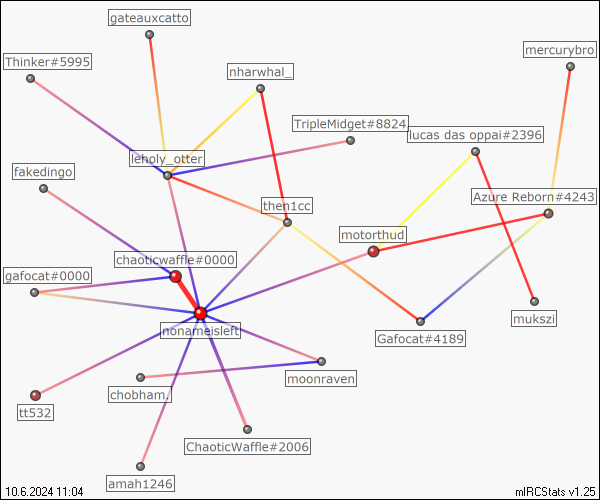 gateauxcatto
mercurybro
Thinker#5995
nharwhal_
TripleMidget#8824
lucas das oppai#2396
leholy_otter
fakedingo
Azure Reborn#4243
then1cc
motorthud
chaoticwaffle#0000
gafocat#0000
mukszi
nonameisleft
Gafocat#4189
moonraven
chobham.
tt532
ChaoticWaffle#2006
amah1246
10.6.2024 11:04
mIRCStats v1.25